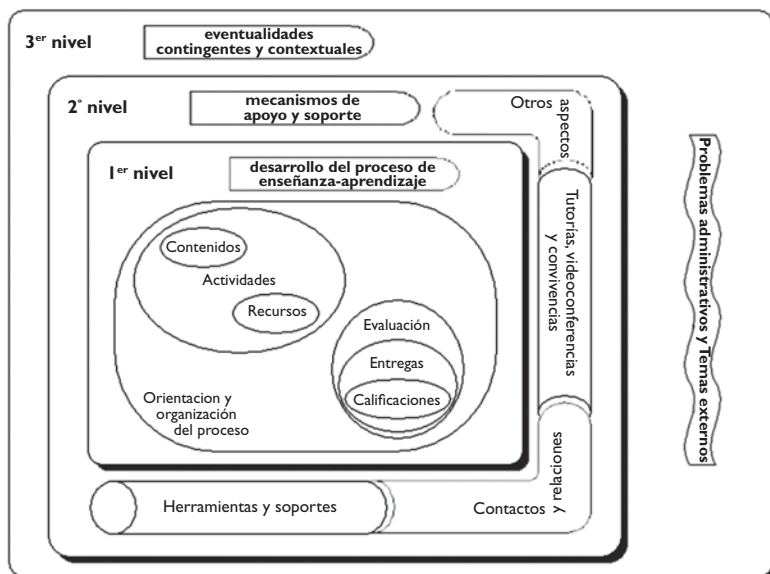 3er nivel
eventualidades
contingentes y contextuales
2° nivel
mecanismos de
apoyo y soporte
Otros
aspectos
1er nivel
desarrollo del proceso de
enseñanza-aprendizaje
Contenidos
Actividades
Recursos
Evaluación
Entregas
Calificaciones
Orientacion y
organización
del proceso
Tutorías, videoconferencias
y convivencias
Herramientas y soportes
Contactos
y relaciones
Problemas administrativos y Temas externos